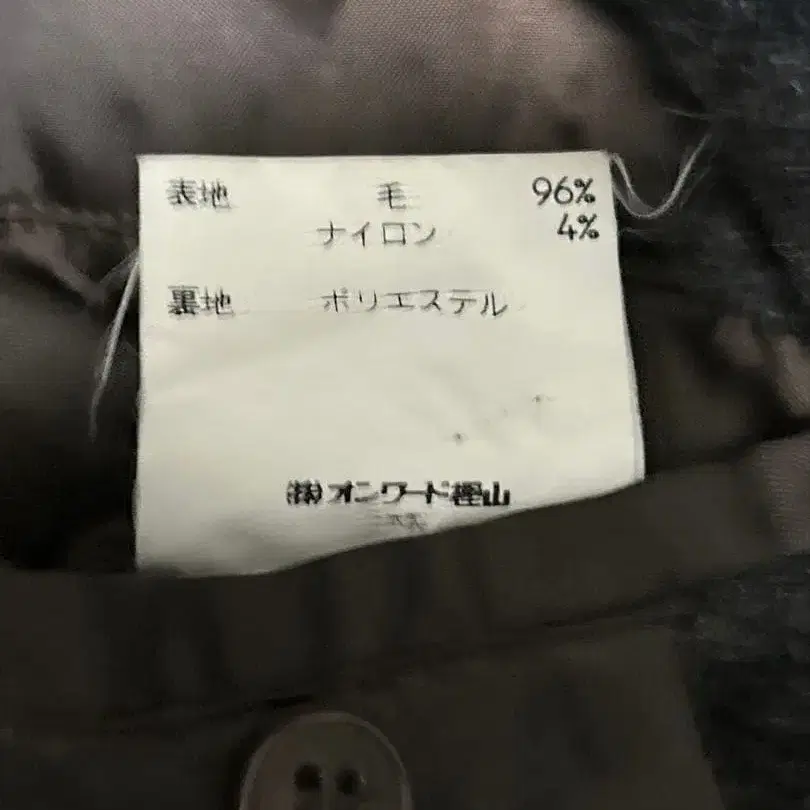 表地 毛 96%
ナイロン 4%
裏地 ポリエステル
㈱オンワード樫山